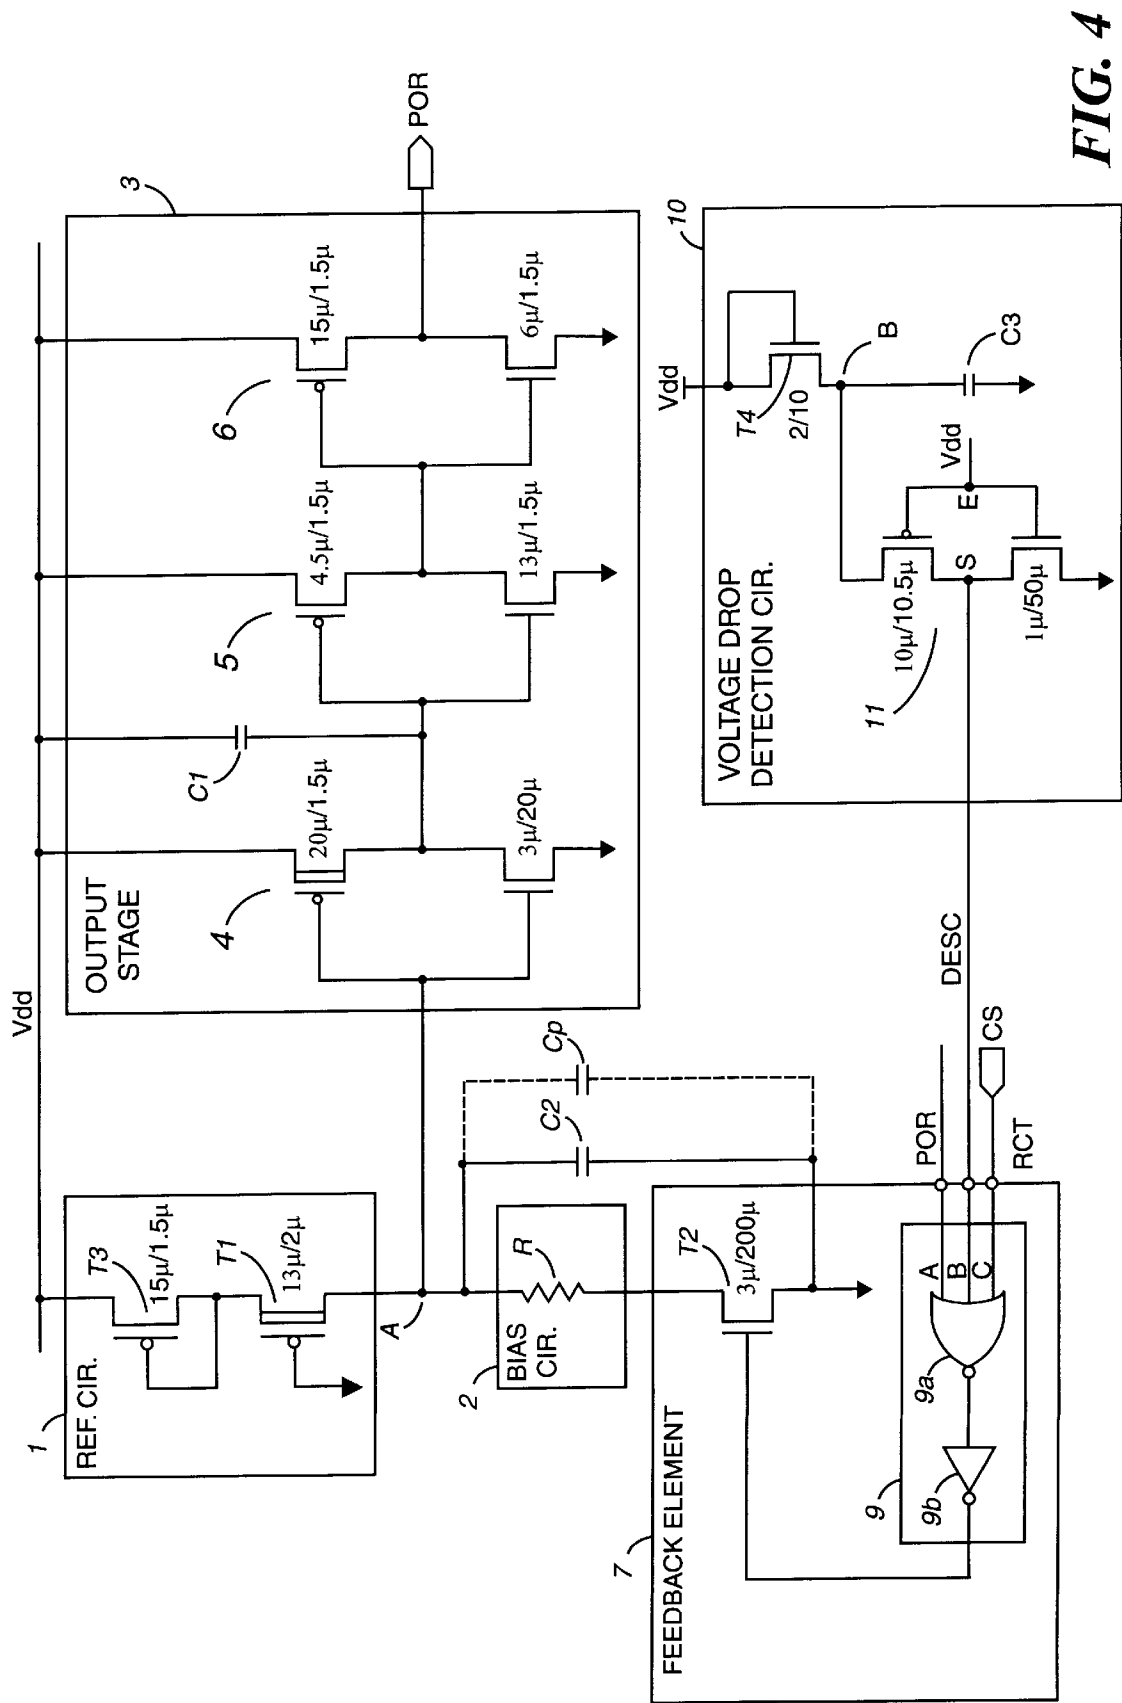 Vdd
1
REF. CIR.
T3
15µ/1.5µ
T1
13µ/2µ
A
2
BIAS
CIR.
R
C2
Cp
OUTPUT
STAGE
3
4
20µ/1.5µ
3µ/20µ
C1
5
4.5µ/1.5µ
13µ/1.5µ
6
15µ/1.5µ
6µ/1.5µ
POR
7
FEEDBACK ELEMENT
T2
3µ/200µ
9
9b
9a
A
B
C
POR
DESC
RCT
CS
VOLTAGE DROP
DETECTION CIR.
10
11
10µ/10.5µ
1µ/50µ
S
E
Vdd
Vdd
T4
2/10
B
C3
FIG. 4